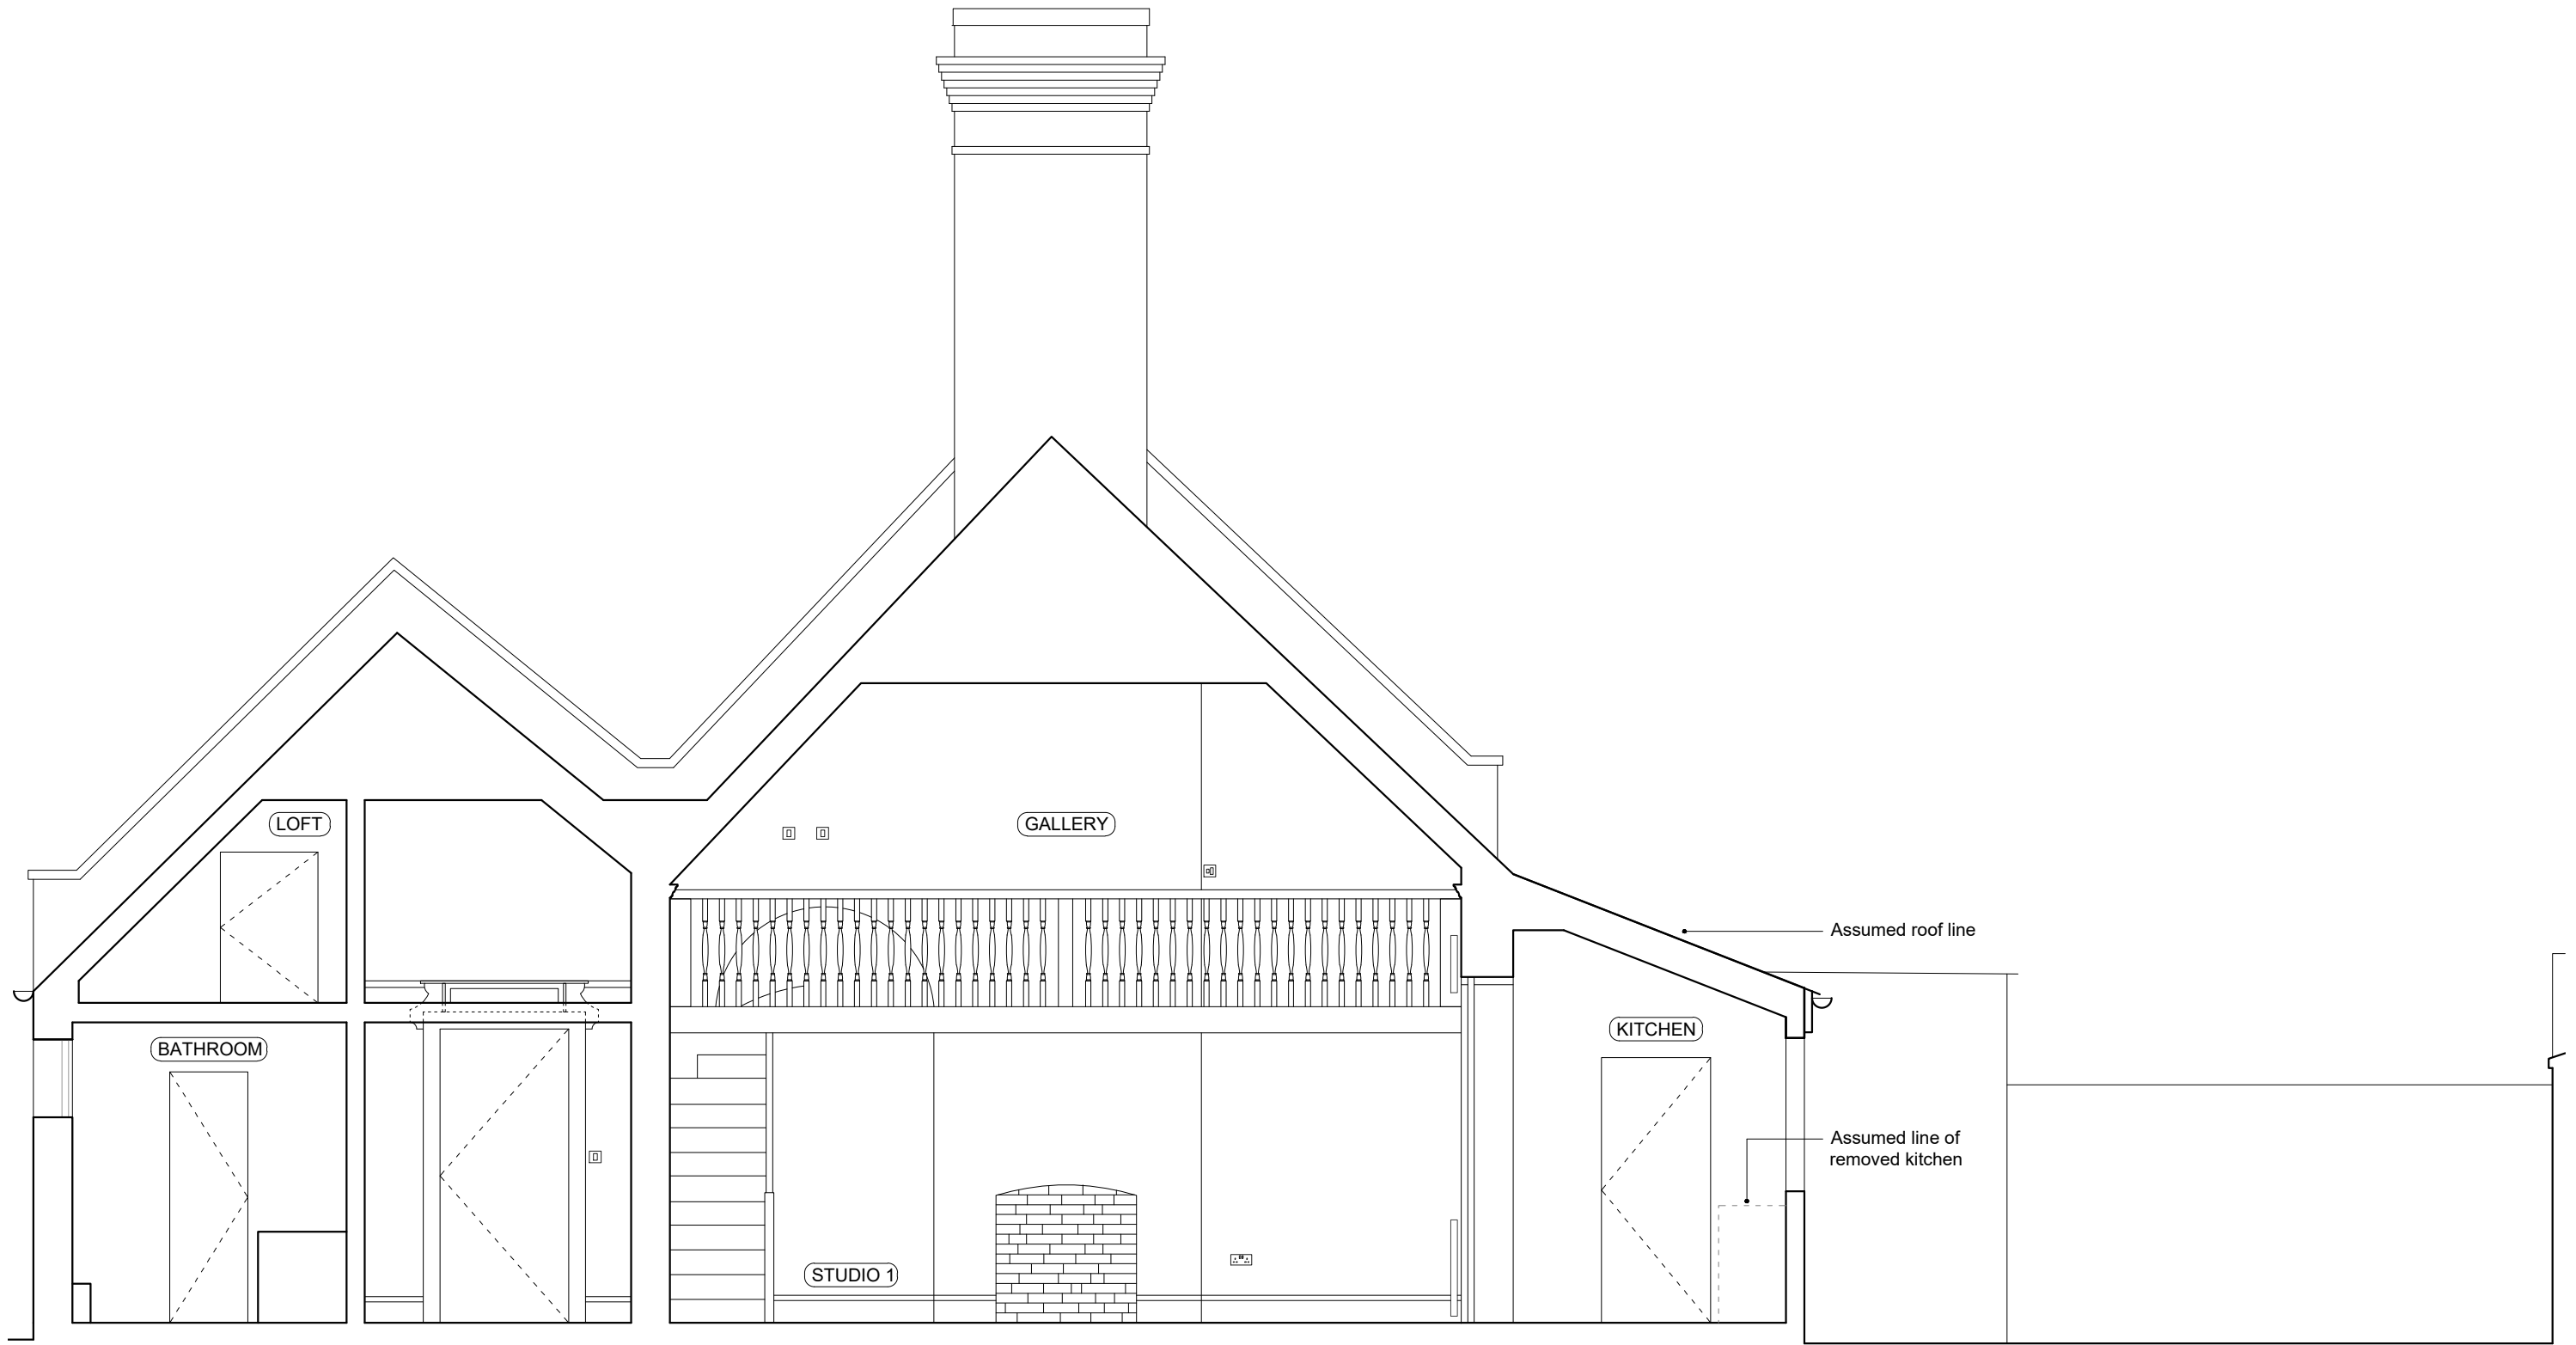 LOFT
GALLERY
Assumed roof line
BATHROOM
KITCHEN
Assumed line of
removed kitchen
STUDIO 1